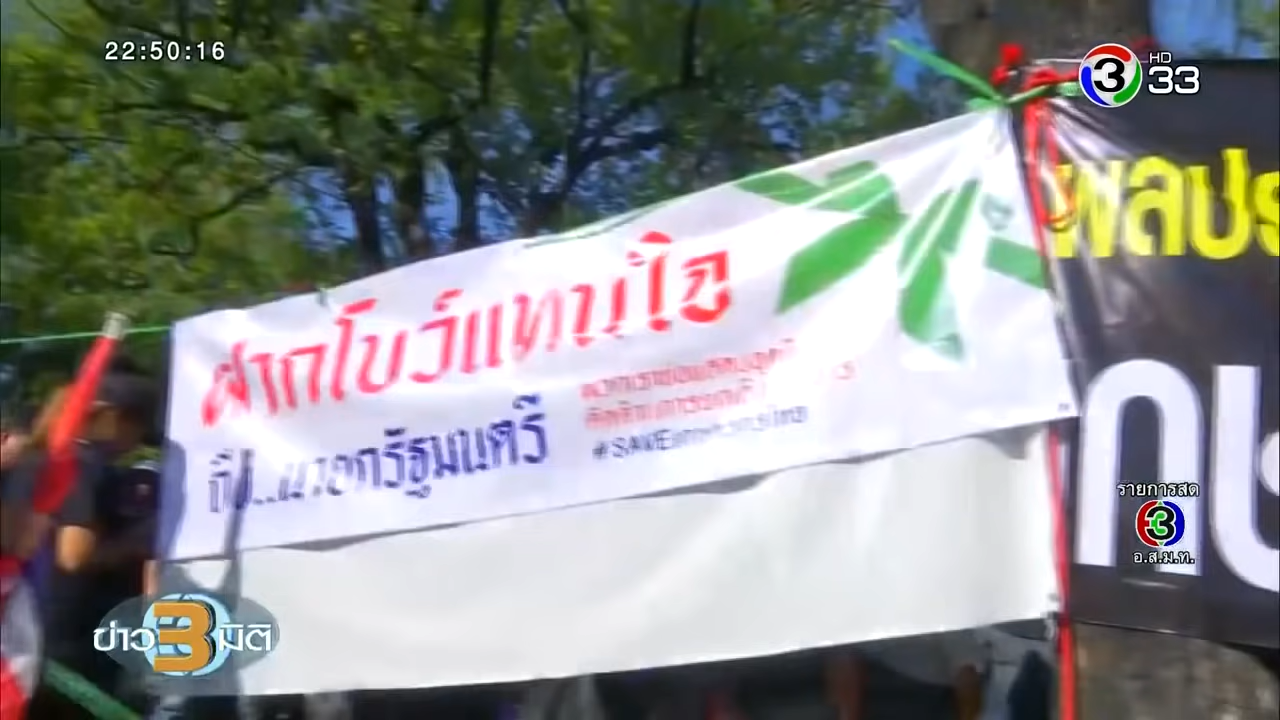 22:50:16
3 HD 33
ฝากโบว์แทนใจ
ถึง..นายกรัฐมนตรี
#SAVE
พลปร
กษ
รายการสด
3
อ.ส.ม.ท.
ข่าว 3 มิติ